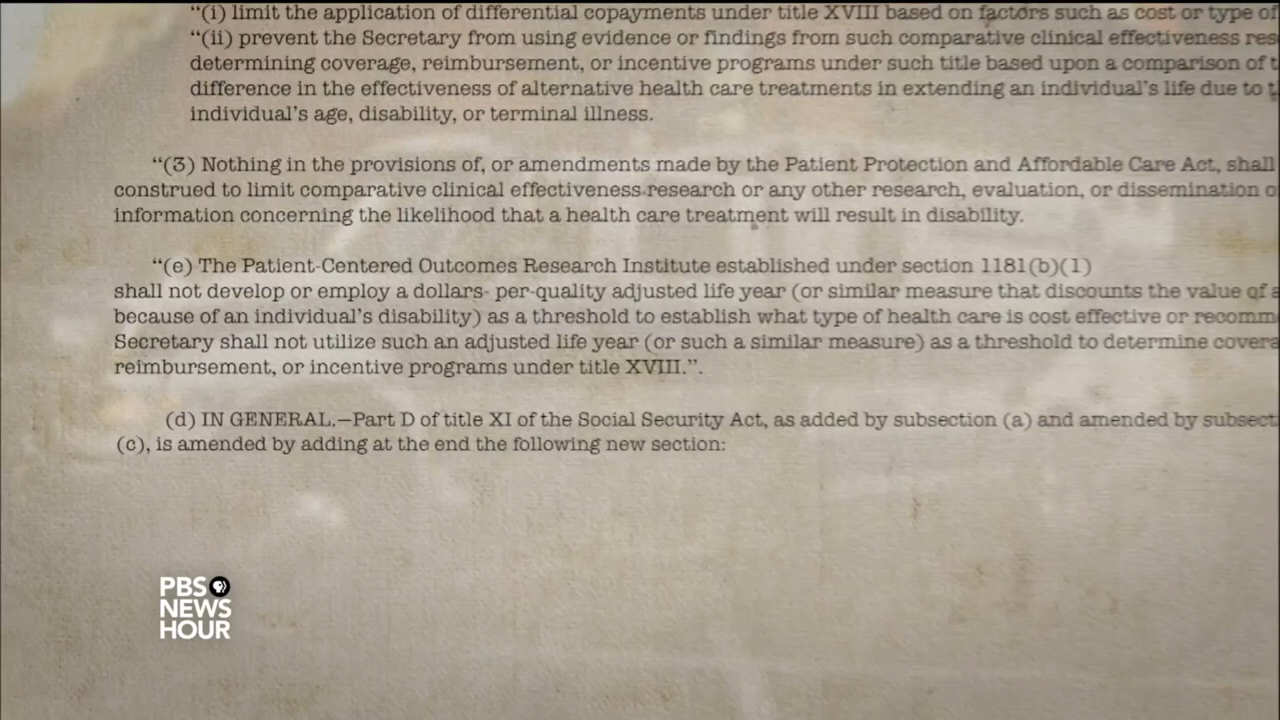 “(i) limit the application of differential copayments under title XVIII based on factors such as cost or type of
“(ii) prevent the Secretary from using evidence or findings from such comparative clinical effectiveness res
determining coverage, reimbursement, or incentive programs under such title based upon a comparison of t
difference in the effectiveness of alternative health care treatments in extending an individual’s life due to t
individual’s age, disability, or terminal illness.
“(3) Nothing in the provisions of, or amendments made by the Patient Protection and Affordable Care Act, shall
construed to limit comparative clinical effectiveness research or any other research, evaluation, or dissemination o
information concerning the likelihood that a health care treatment will result in disability.
“(e) The Patient-Centered Outcomes Research Institute established under section 1181(b)(1)
shall not develop or employ a dollars- per-quality adjusted life year (or similar measure that discounts the value of a
because of an individual’s disability) as a threshold to establish what type of health care is cost effective or recomm
Secretary shall not utilize such an adjusted life year (or such a similar measure) as a threshold to determine covera
reimbursement, or incentive programs under title XVIII.”.
(d) IN GENERAL.—Part D of title XI of the Social Security Act, as added by subsection (a) and amended by subsect
(c), is amended by adding at the end the following new section:
PBS
NEWS
HOUR